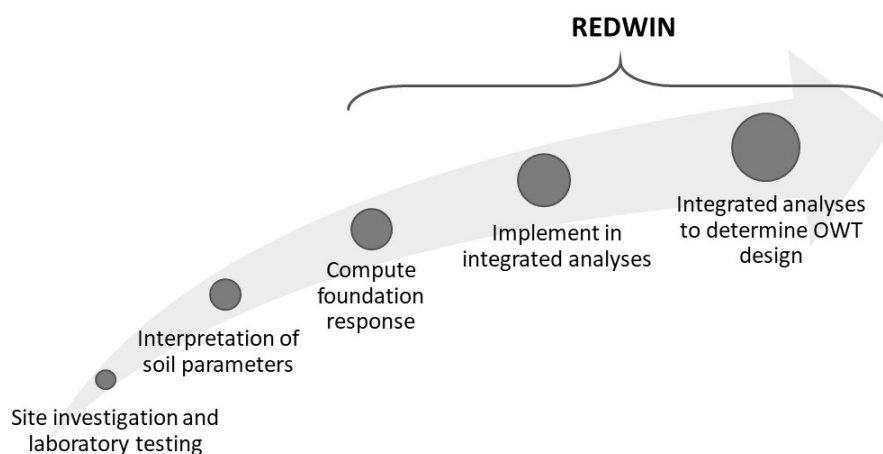 REDWIN
Site investigation and
laboratory testing
Interpretation of
soil parameters
Compute
foundation
response
Implement in
integrated analyses
Integrated analyses
to determine OWT
design